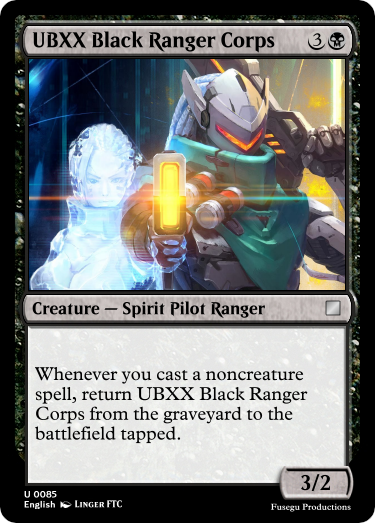 UBXX Black Ranger Corps 3
Creature — Spirit Pilot Ranger
Whenever you cast a noncreature
spell, return UBXX Black Ranger
Corps from the graveyard to the
battlefield tapped.
3/2
U 0085
English Linger FTC
Fusegu Productions